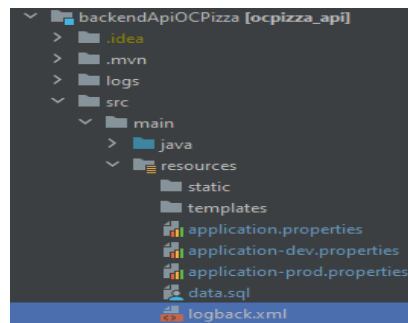 backendApiOCPizza [ocpizza_api]
.idea
.mvn
logs
src
main
java
resources
static
templates
application.properties
application-dev.properties
application-prod.properties
data.sql
logback.xml